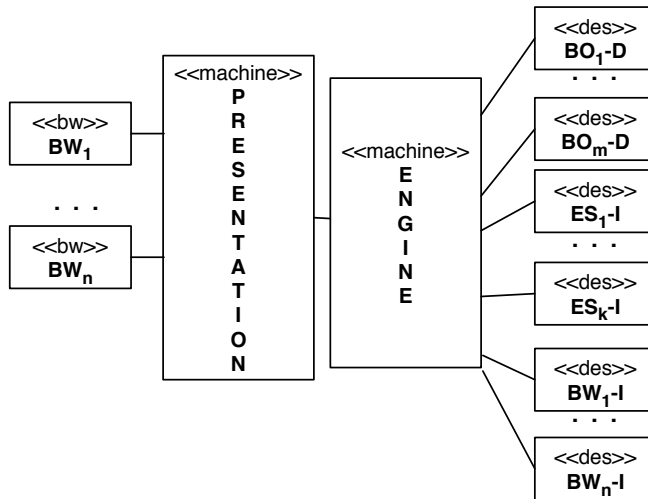 <<bw>>
BW₁
. . .
<<bw>>
BWₙ
<<machine>>
P
R
E
S
E
N
T
A
T
I
O
N
<<machine>>
E
N
G
I
N
E
<<des>>
BO₁-D
. . .
<<des>>
BOₘ-D
<<des>>
ES₁-I
. . .
<<des>>
ESₖ-I
<<des>>
BW₁-I
. . .
<<des>>
BWₙ-I